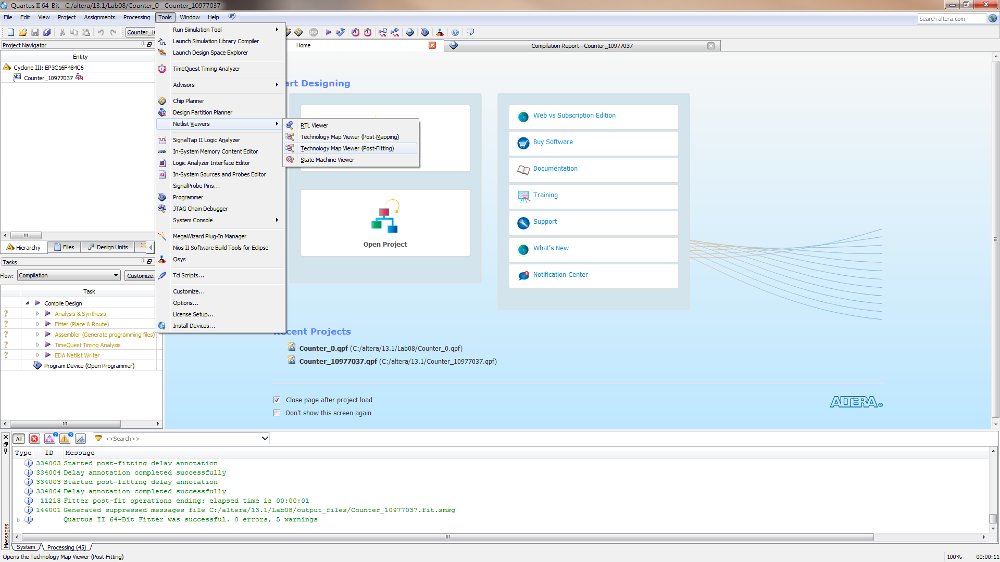 Quartus II 64-Bit - C:/altera/13.1/Lab08/Counter_0 - Counter_10977037
File Edit View Project Assignments Processing Tools Window Help
Search altera.com
Counter_10
STOP
Project Navigator
Entity
Cyclone III: EP3C16F484C6
abd Counter_10977037
Hierarchy Files Design Units
Tasks
Flow: Compilation Customize.
Task
Compile Design
Analysis & Synthesis
Fitter (Place & Route)
Assembler (Generate programming files)
TimeQuest Timing Analysis
EDA Netlist Writer
Program Device (Open Programmer)
Run Simulation Tool
Launch Simulation Library Compiler
Launch Design Space Explorer
TimeQuest Timing Analyzer
Advisors
Chip Planner
Design Partition Planner
Netlist Viewers
SignalTap II Logic Analyzer
In-System Memory Content Editor
Logic Analyzer Interface Editor
In-System Sources and Probes Editor
SignalProbe Pins...
Programmer
JTAG Chain Debugger
System Console
MegaWizard Plug-In Manager
Nios II Software Build Tools for Eclipse
Qsys
Tcl Scripts...
Customize...
Options...
License Setup...
Install Devices...
RTL Viewer
Technology Map Viewer (Post-Mapping)
Technology Map Viewer (Post-Fitting)
State Machine Viewer
Home
Compilation Report - Counter_10977037
art Designing
Open Project
Web vs Subscription Edition
Buy Software
Documentation
Training
Support
What's New
Notification Center
Recent Projects
Counter_0.qpf (C:/altera/13.1/Lab08/Counter_0.qpf)
Counter_10977037.qpf (C:/altera/13.1/Counter_10977037.qpf)
Close page after project load
Don't show this screen again
ALTERA®
All 2 3 <<Search>>
Type ID Message
334003 Started post-fitting delay annotation
334004 Delay annotation completed successfully
334003 Started post-fitting delay annotation
334004 Delay annotation completed successfully
11218 Fitter post-fit operations ending: elapsed time is 00:00:01
144001 Generated suppressed messages file C:/altera/13.1/Lab08/output_files/Counter_10977037.fit.smsg
Quartus II 64-Bit Fitter was successful. 0 errors, 5 warnings
Messages
System Processing (45)
Opens the Technology Map Viewer (Post-Fitting)
100% 00:00:11